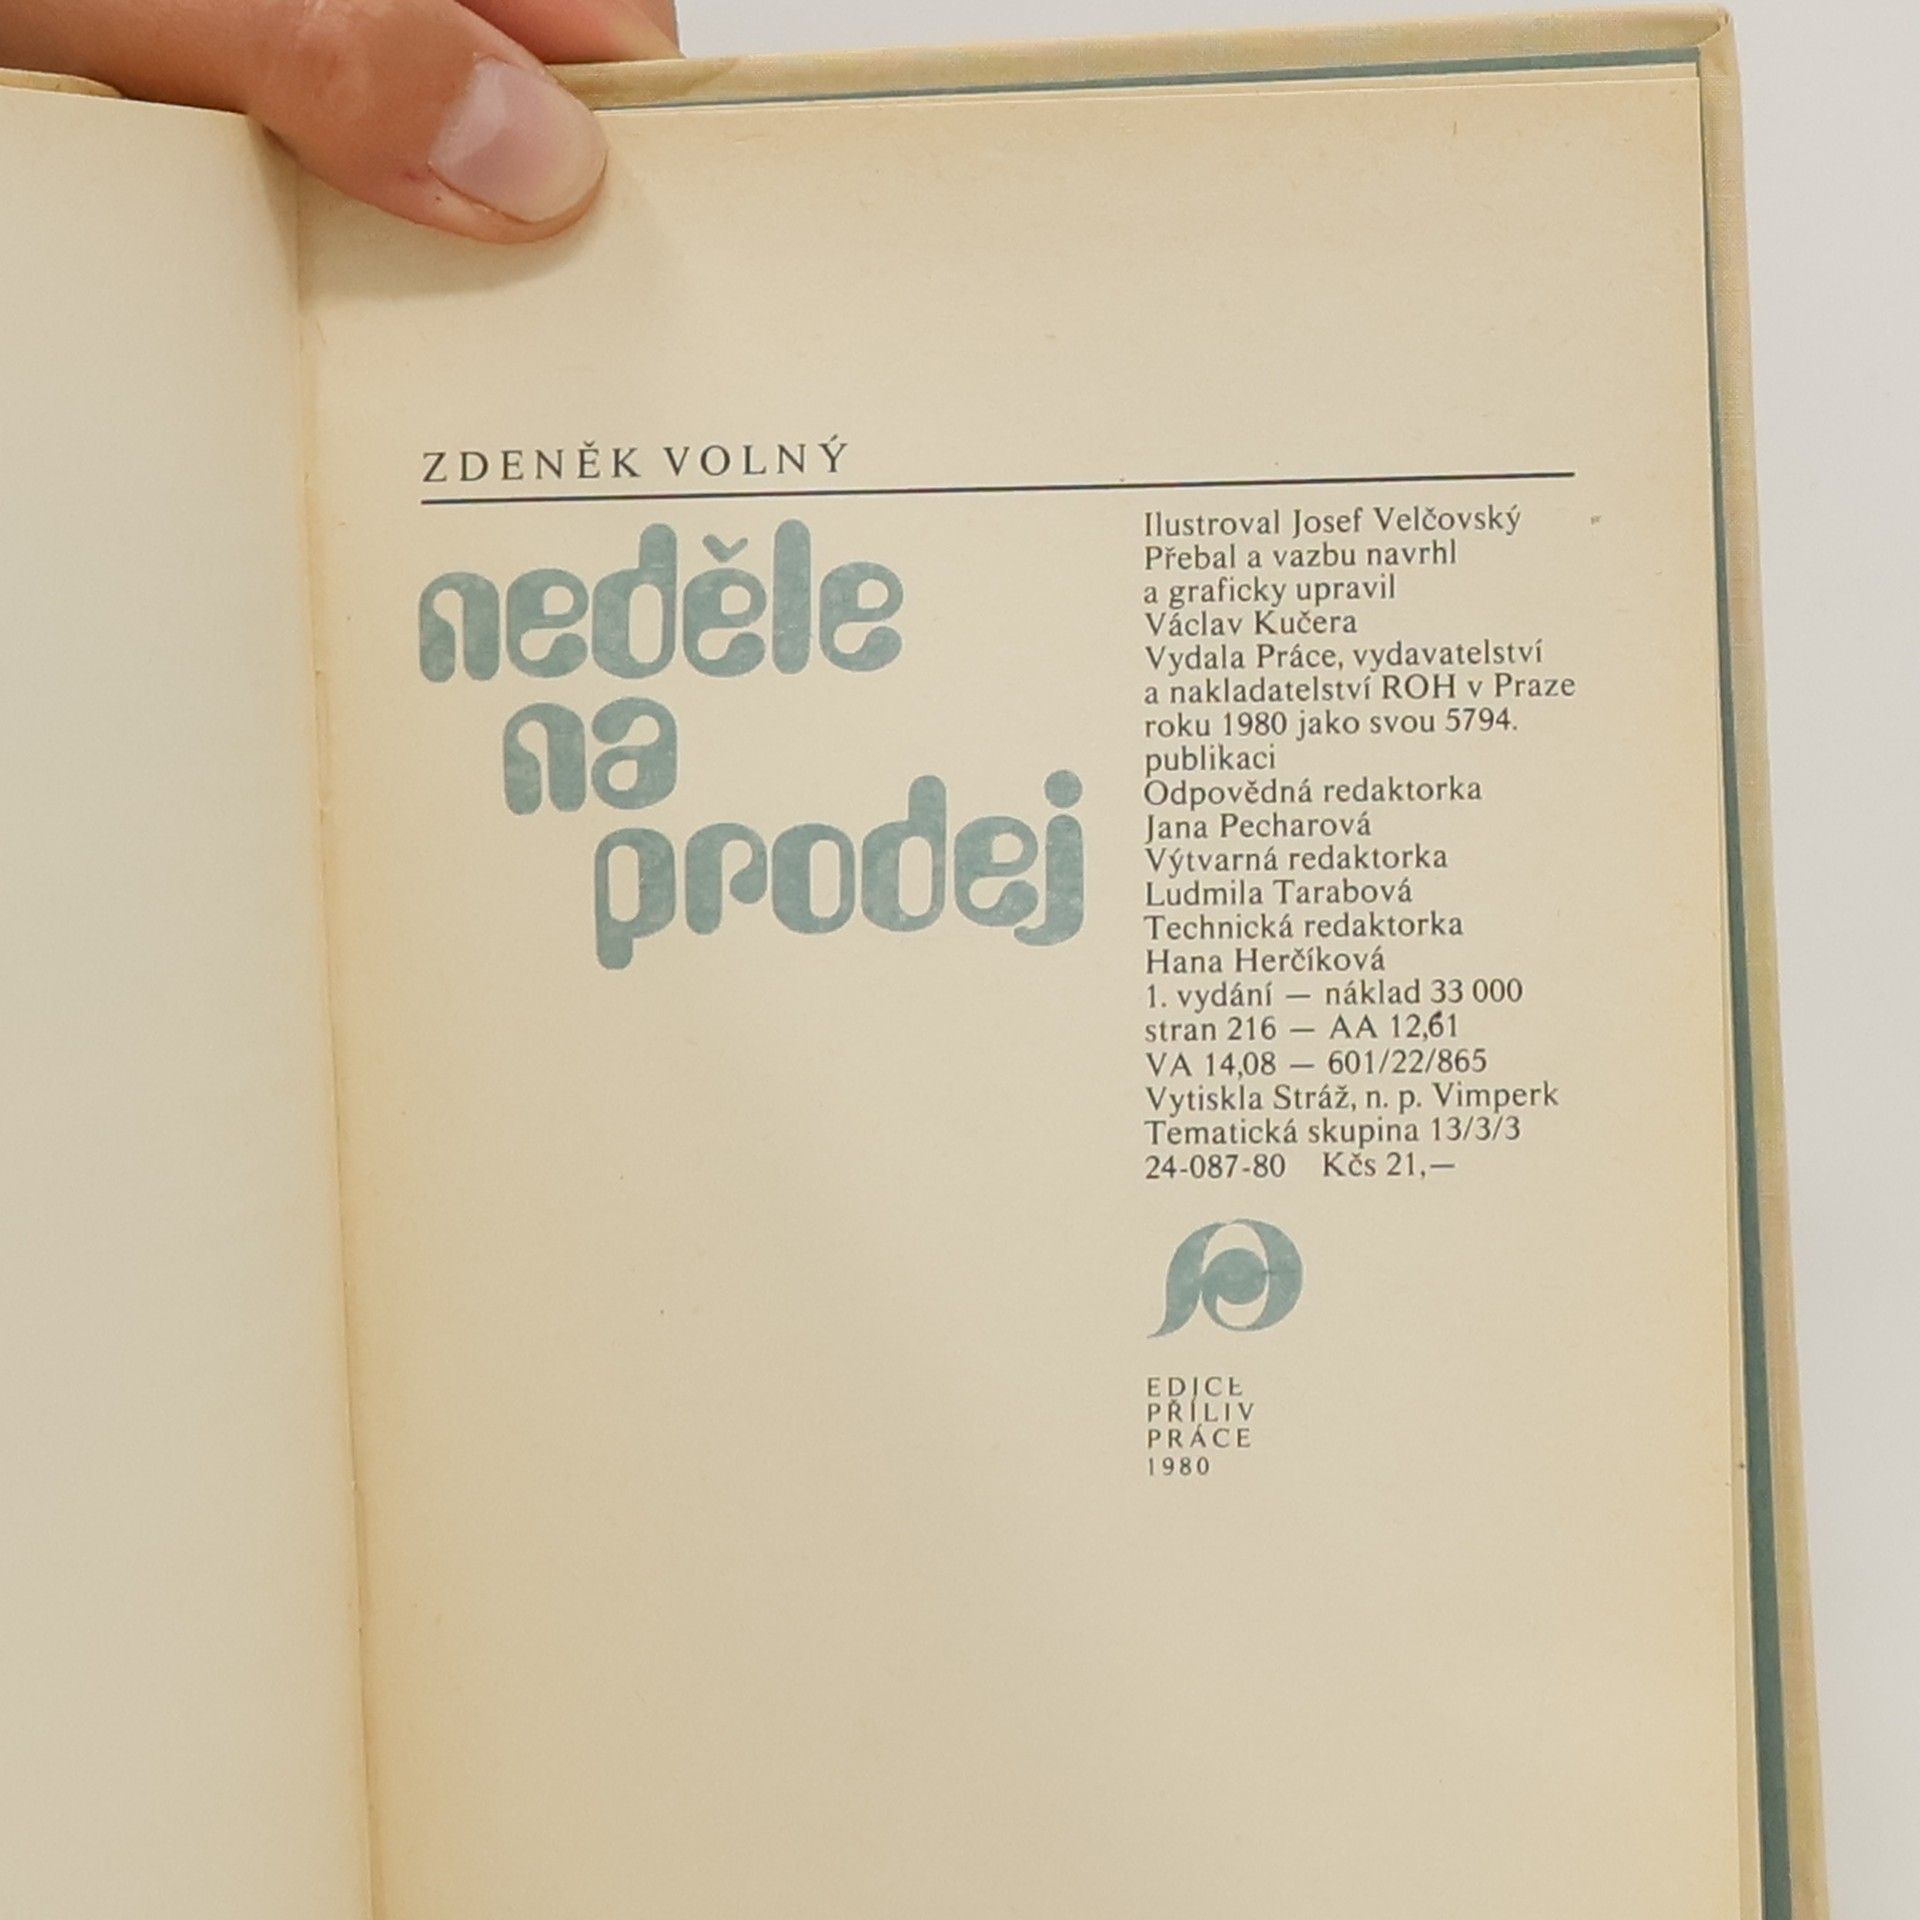 ZDENĚK VOLNÝ
neděle
na
prodej
Ilustroval Josef Velčovský
Přebal a vazbu navrhl
a graficky upravil
Václav Kučera
Vydala Práce, vydavatelství
a nakladatelství ROH v Praze
roku 1980 jako svou 5794.
publikaci
Odpovědná redaktorka
Jana Pecharová
Výtvarná redaktorka
Ludmila Tarabová
Technická redaktorka
Hana Herčíková
1. vydání — náklad 33 000
stran 216 — AA 12,61
VA 14,08 — 601/22/865
Vytiskla Stráž, n. p. Vimperk
Tematická skupina 13/3/3
24-087-80 Kčs 21,—
EDICE
PŘÍLIV
PRÁCE
1980